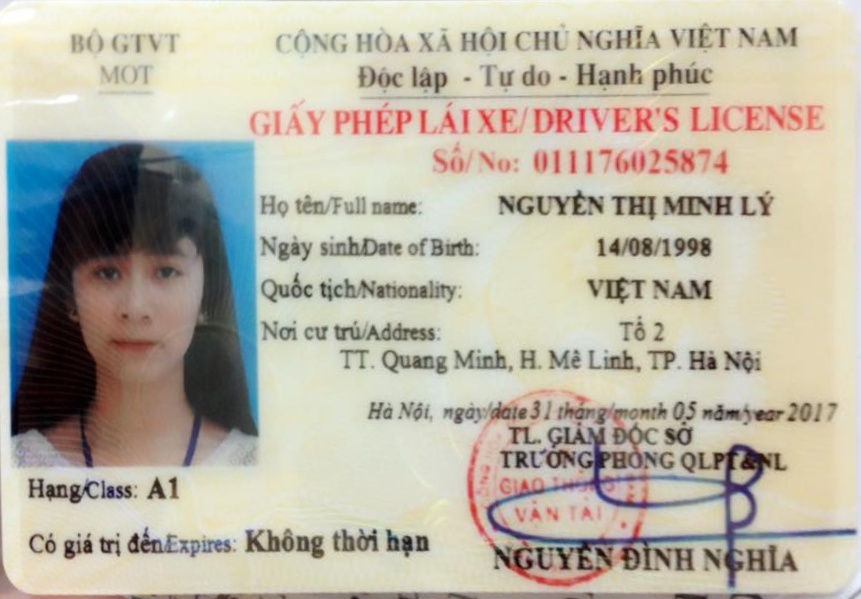 BỘ GTVT
MOT
CỘNG HÒA XÃ HỘI CHỦ NGHĨA VIỆT NAM
Độc lập - Tự do - Hạnh phúc
GIẤY PHÉP LÁI XE/DRIVER'S LICENSE
Số/No: 011176025874
Họ tên/Full name: NGUYỄN THỊ MINH LÝ
Ngày sinh/Date of Birth: 14/08/1998
Quốc tịch/Nationality: VIỆT NAM
Nơi cư trú/Address: Tổ 2
TT. Quang Minh, H. Mê Linh, TP. Hà Nội
Hà Nội, ngày/date 31 tháng/month 05 năm/year 2017
TL. GIÁM ĐỐC SỞ
TRƯỞNG PHÒNG QLPT&NL
GIAO THÔNG
VẬN TẢI
NGUYỄN ĐÌNH NGHĨA
Hạng/Class: A1
Có giá trị đến/Expires: Không thời hạn